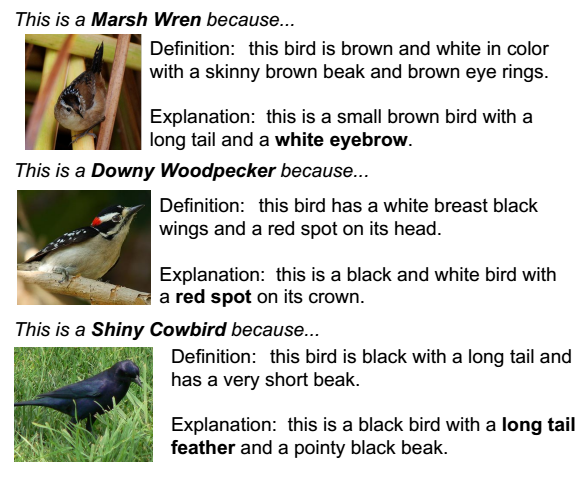 This is a Marsh Wren because...
Definition: this bird is brown and white in color
with a skinny brown beak and brown eye rings.
Explanation: this is a small brown bird with a
long tail and a white eyebrow.
This is a Downy Woodpecker because...
Definition: this bird has a white breast black
wings and a red spot on its head.
Explanation: this is a black and white bird with
a red spot on its crown.
This is a Shiny Cowbird because...
Definition: this bird is black with a long tail and
has a very short beak.
Explanation: this is a black bird with a long tail
feather and a pointy black beak.